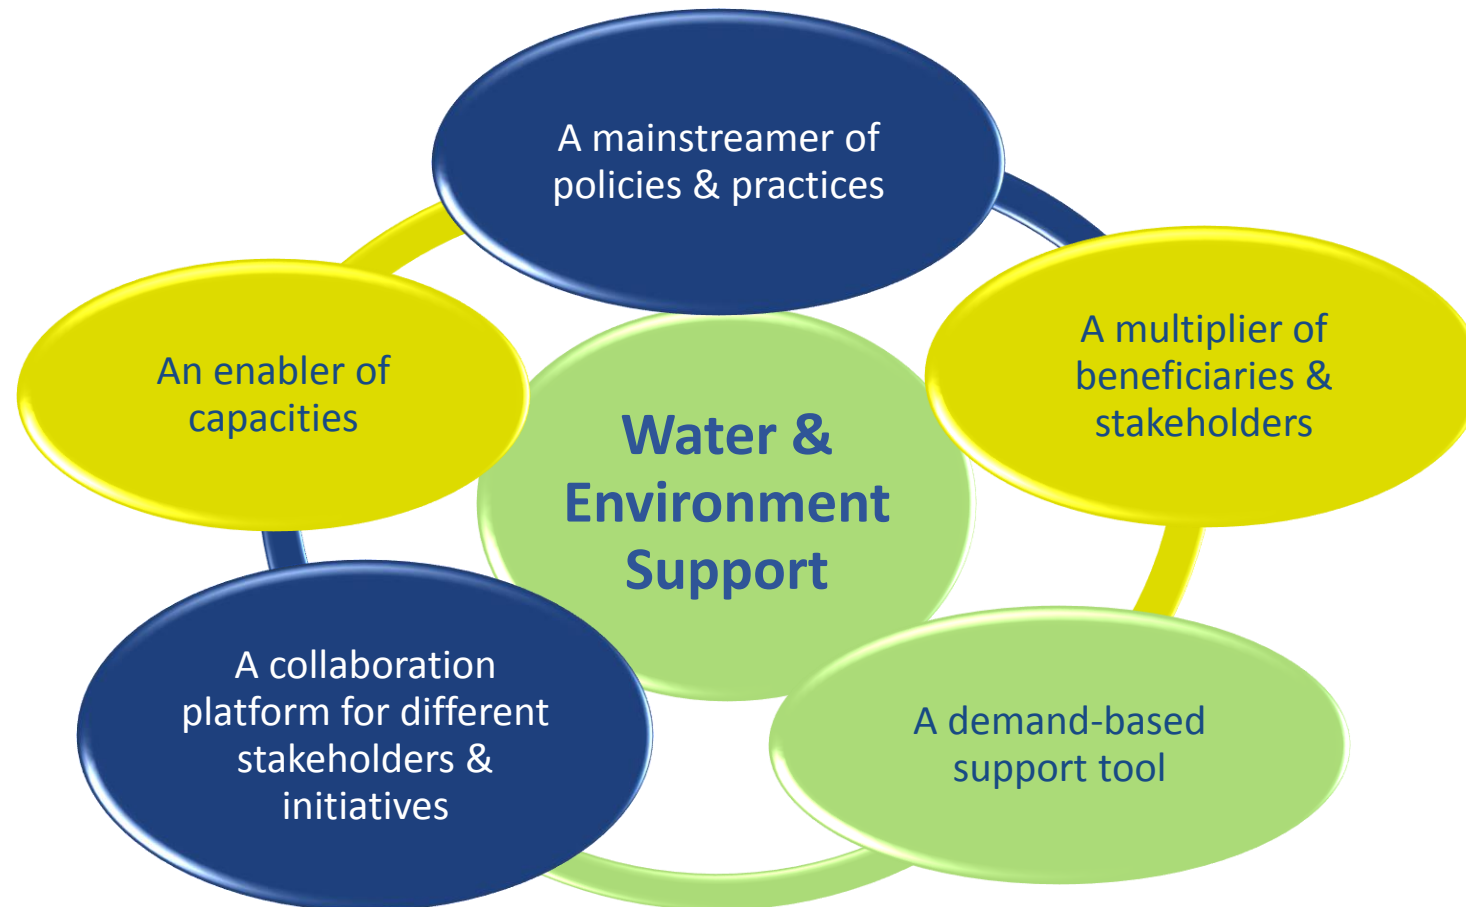 A mainstreamer of
policies & practices
A multiplier of
beneficiaries &
stakeholders
An enabler of
capacities
Water &
Environment
Support
A collaboration
platform for different
stakeholders &
initiatives
A demand-based
support tool